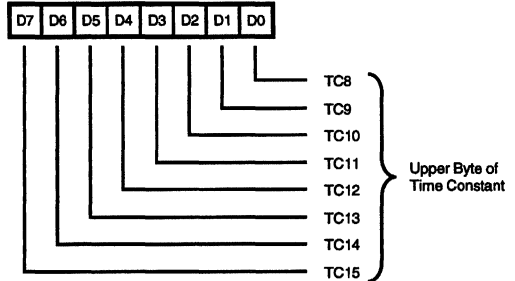 D7 D6 D5 D4 D3 D2 D1 D0
TC8
TC9
TC10
TC11
TC12
TC13
TC14
TC15
Upper Byte of
Time Constant